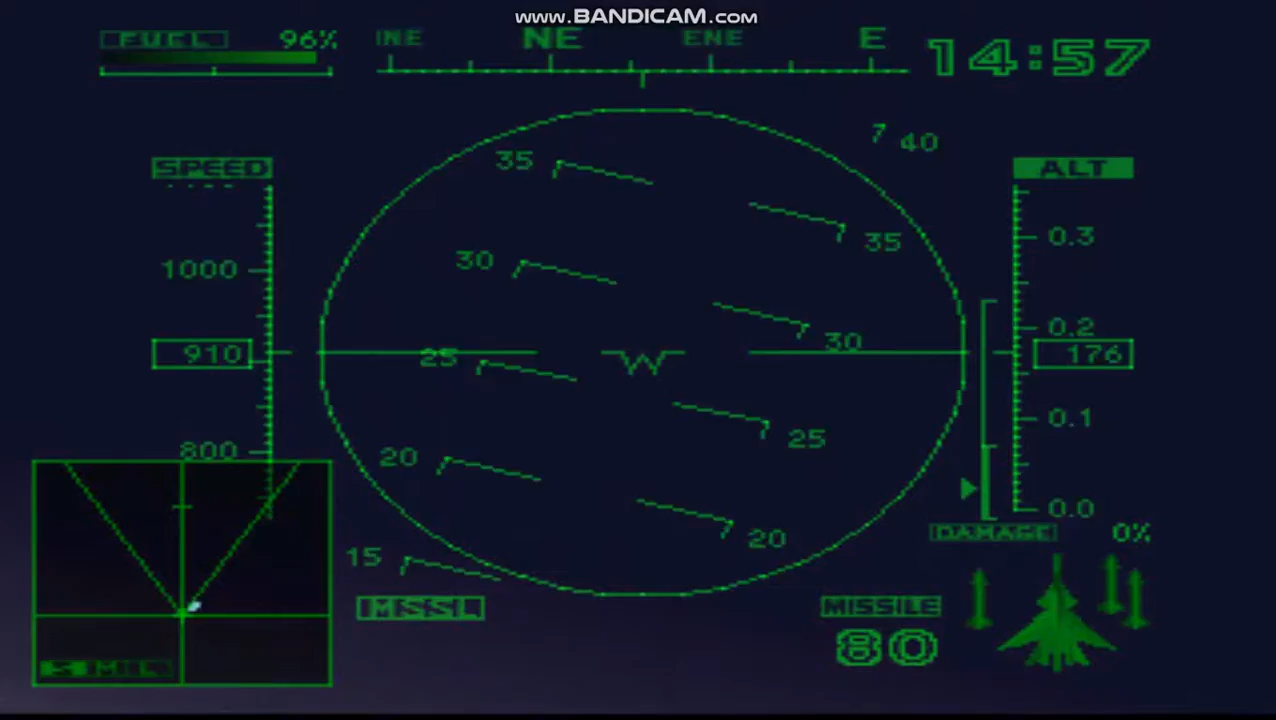 www.BANDICAM.com
FUEL 96%
NE ENE E
14:57
7 40
35
SPEED
ALT
35
0.3
30
1000
0.2
30
25
910
176
0.1
25
800
20
0.0
20
DAMAGE 0%
15
MSSL
MISSILE
80